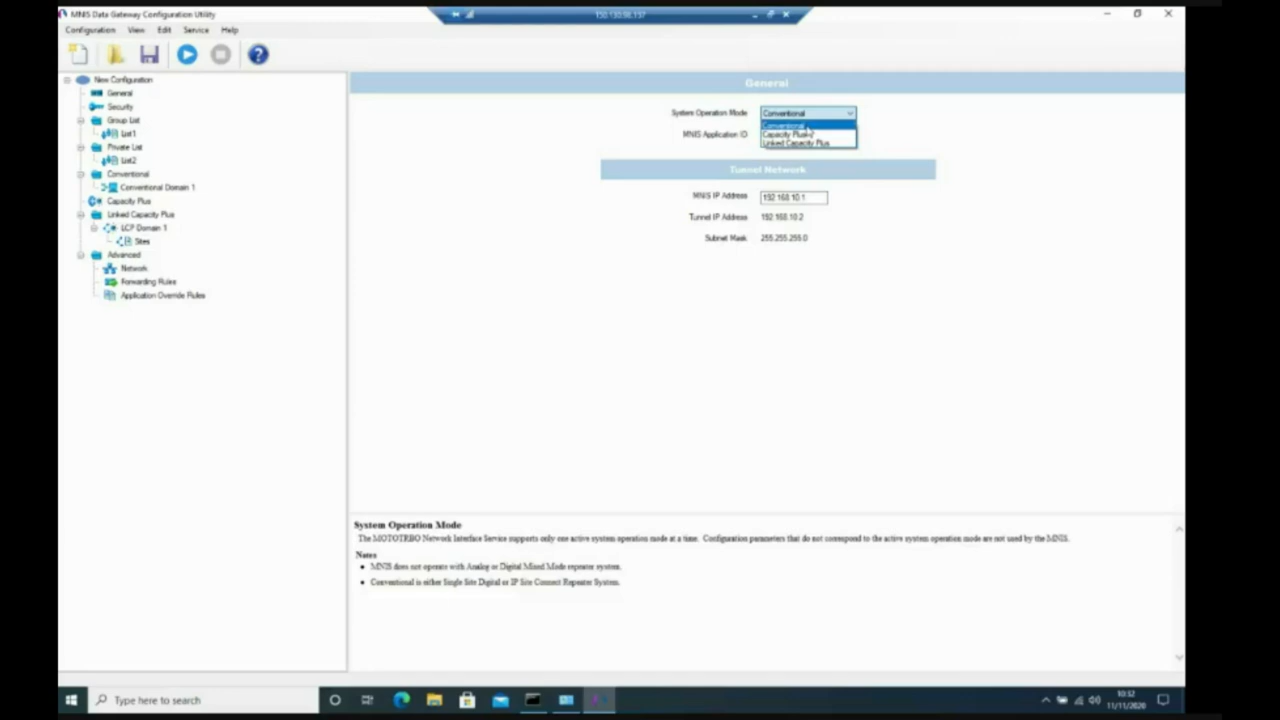 MNIS Data Gateway Configuration Utility
Configuration View Edit Service Help
New Configuration
General
Security
Group List
List1
Private List
List2
Conventional
Conventional Domain 1
Capacity Plus
Linked Capacity Plus
LCP Domain 1
Sites
Advanced
Network
Forwarding Rules
Application Override Rules
General
System Operation Mode Conventional
Conventional
MNIS Application ID Capacity Plus
Linked Capacity Plus
Tunnel Network
MNIS IP Address 192.168.10.1
Tunnel IP Address 192.168.10.2
Subnet Mask 255.255.255.0
System Operation Mode
The MOTOTRBO Network Interface Service supports only one active system operation mode at a time. Configuration parameters that do not correspond to the active system operation mode are not used by the MNIS.
Notes
• MNIS does not operate with Analog or Digital Mixed Mode repeater system.
• Conventional is either Single Site Digital or IP Site Connect Repeater System.
Type here to search
10:32
11/11/2020